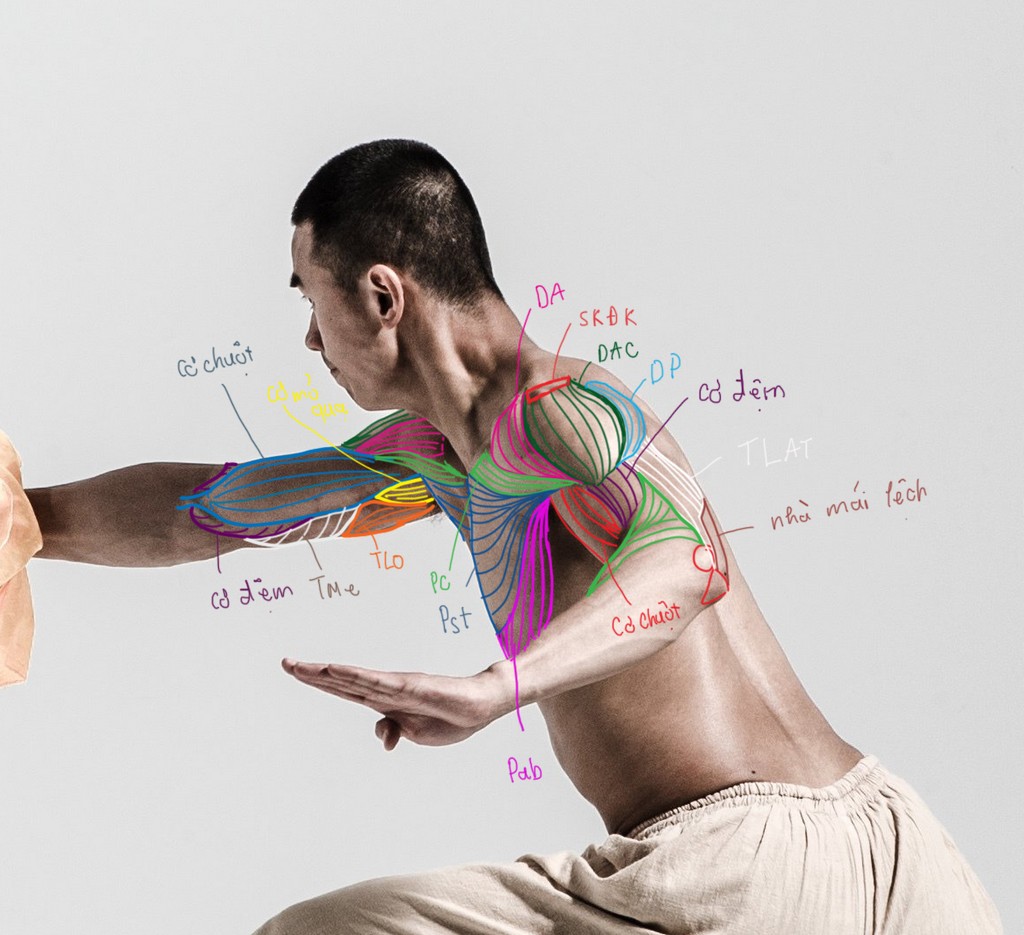 DA
SKĐK
DAC
DP
cơ chuột
cơ mỏ
quạ
cơ đệm
TLAT
nhà mái lệch
TLO
PC
cơ đệm
TMe
Pst
Cơ chuột
Pab